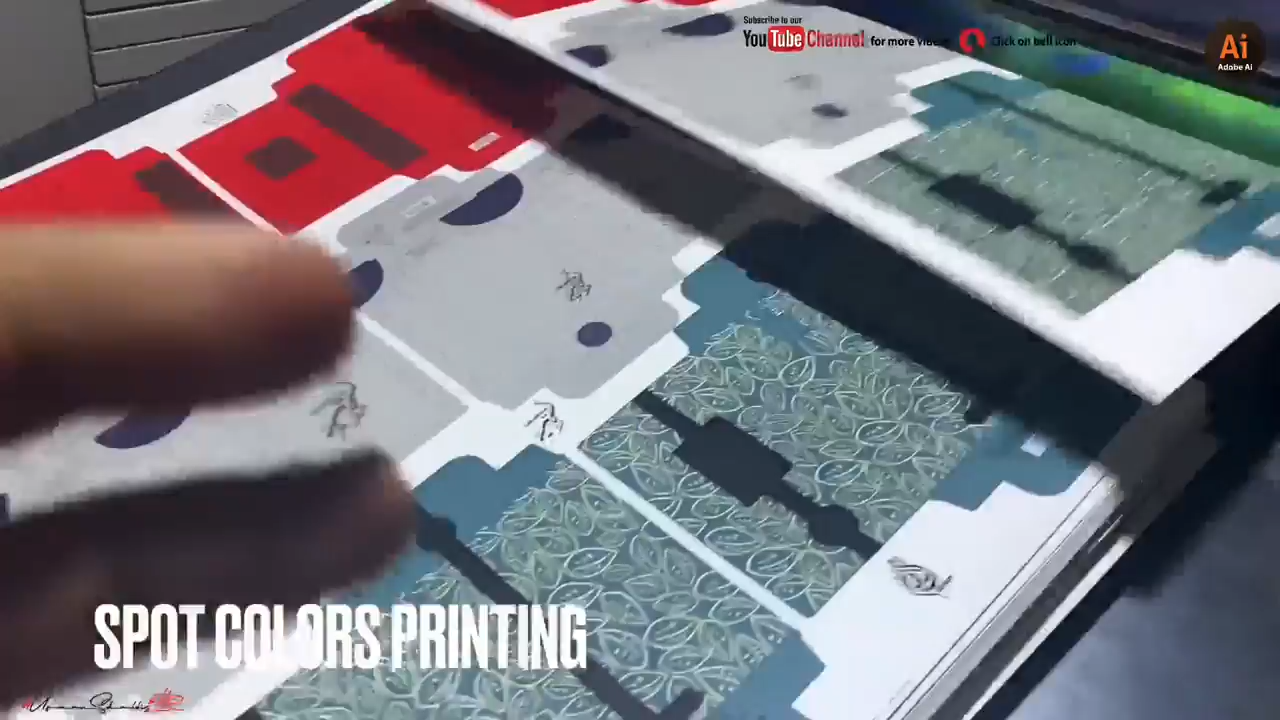 Subscribe to our
YouTube Channel for more videos Click on bell icon
Ai
Adobe Ai
SPOT COLORS PRINTING